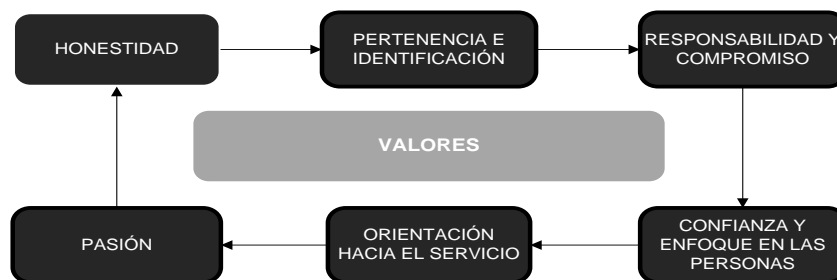 HONESTIDAD
PERTENENCIA E
IDENTIFICACIÓN
RESPONSABILIDAD Y
COMPROMISO
VALORES
PASIÓN
ORIENTACIÓN
HACIA EL SERVICIO
CONFIANZA Y
ENFOQUE EN LAS
PERSONAS